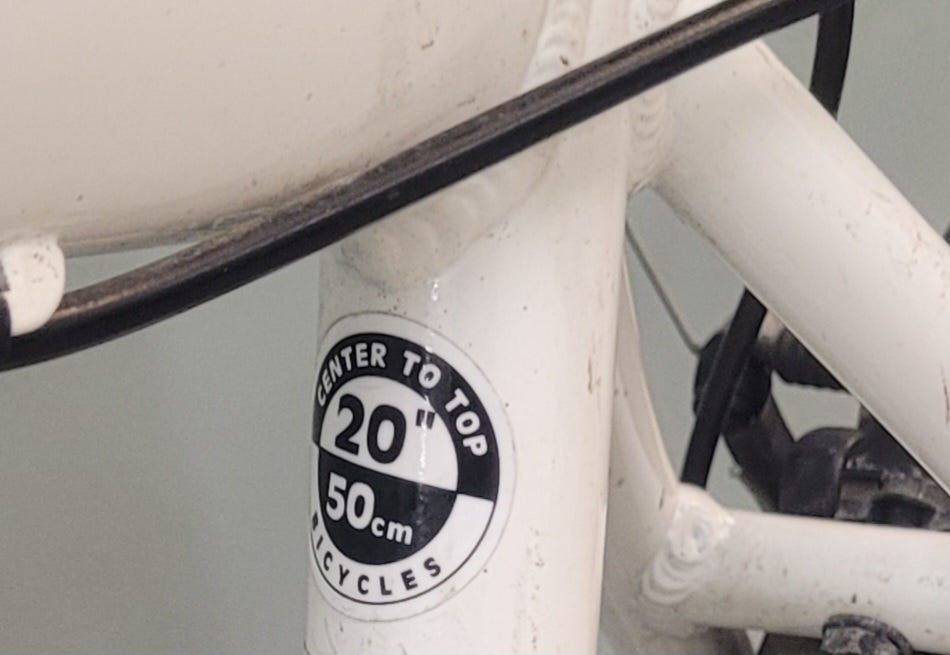 CENTER TO TOP
20"
50cm
BICYCLES